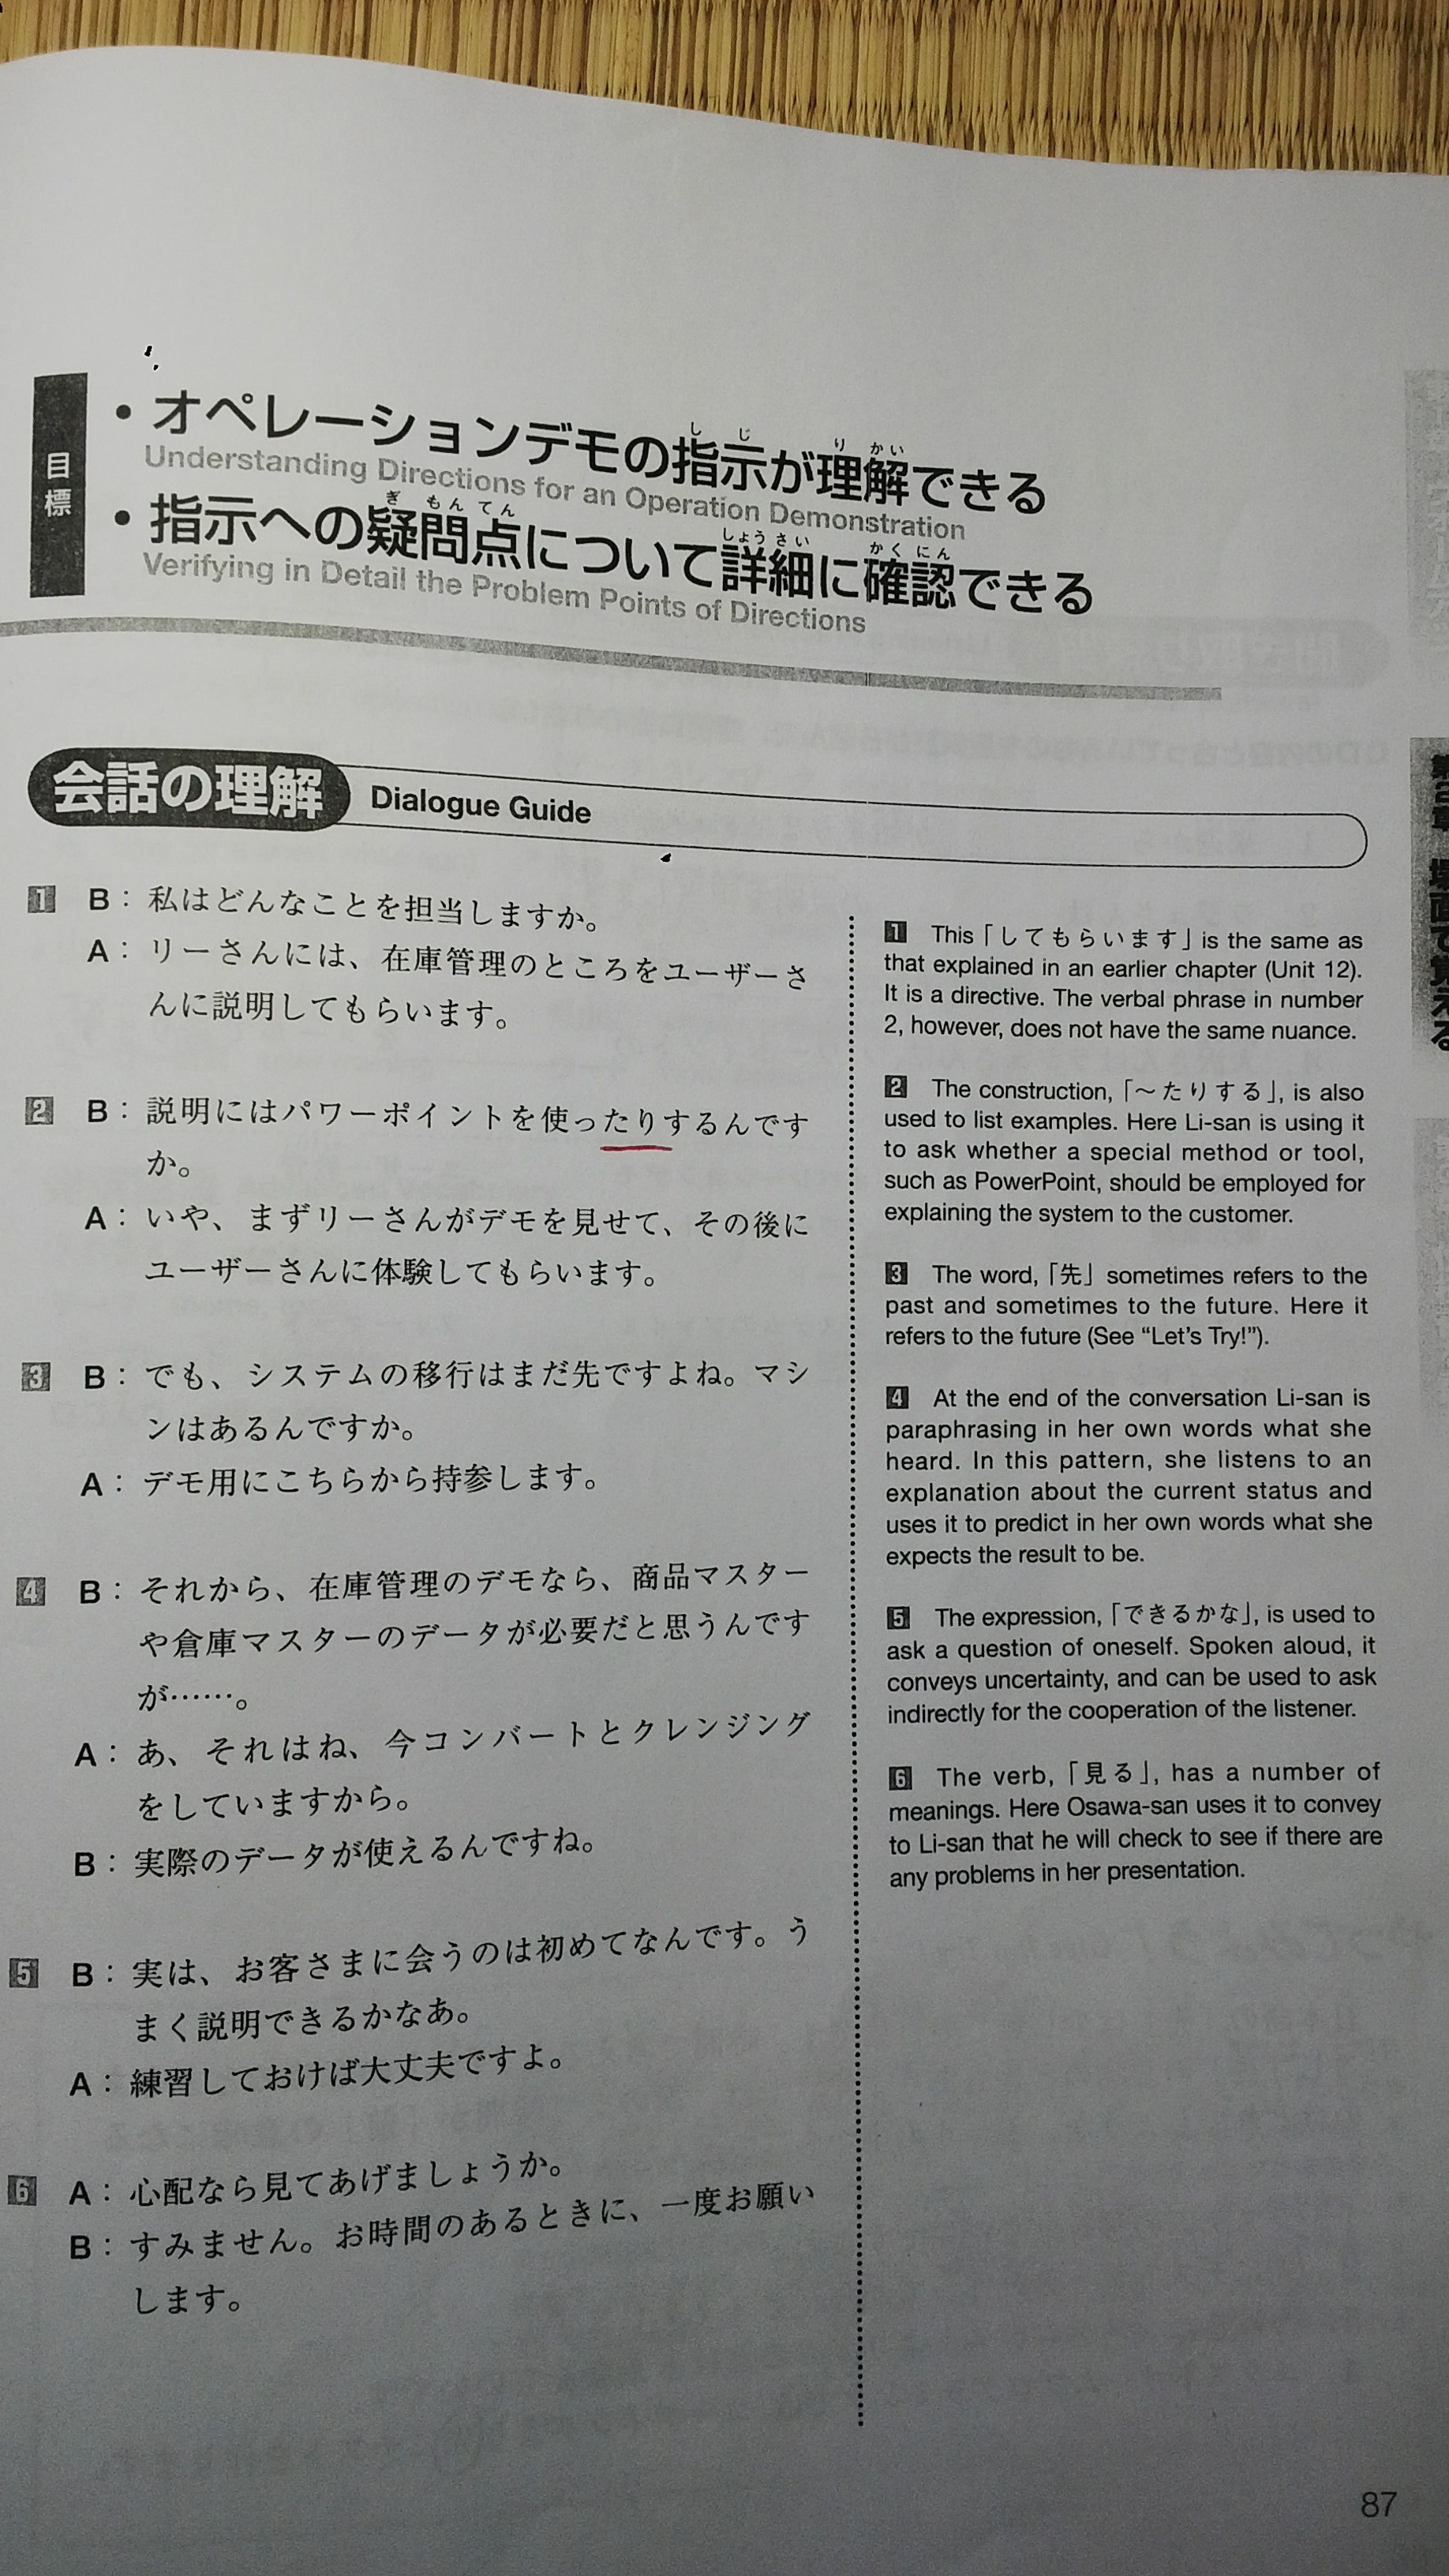 目標
・オペレーションデモの指示が理解できる
Understanding Directions for an Operation Demonstration
・指示への疑問点について詳細に確認できる
Verifying in Detail the Problem Points of Directions
会話の理解 Dialogue Guide
1 B：私はどんなことを担当しますか。
A：リーさんには、在庫管理のところをユーザーさ
んに説明してもらいます。
2 B：説明にはパワーポイントを使ったりするんです
か。
A：いや、まずリーさんがデモを見せて、その後に
ユーザーさんに体験してもらいます。
3 B：でも、システムの移行はまだ先ですよね。マシ
ンはあるんですか。
A：デモ用にこちらから持参します。
4 B：それから、在庫管理のデモなら、商品マスター
や倉庫マスターのデータが必要だと思うんです
が……。
A：あ、それはね、今コンバートとクレンジング
をしていますから。
B：実際のデータが使えるんですね。
5 B：実は、お客さまに会うのは初めてなんです。う
まく説明できるかなあ。
A：練習しておけば大丈夫ですよ。
6 A：心配なら見てあげましょうか。
B：すみません。お時間のあるときに、一度お願い
します。
1 This「してもらいます」is the same as
that explained in an earlier chapter (Unit 12).
It is a directive. The verbal phrase in number
2, however, does not have the same nuance.
2 The construction,「〜たりする」, is also
used to list examples. Here Li-san is using it
to ask whether a special method or tool,
such as PowerPoint, should be employed for
explaining the system to the customer.
3 The word,「先」sometimes refers to the
past and sometimes to the future. Here it
refers to the future (See “Let's Try!”).
4 At the end of the conversation Li-san is
paraphrasing in her own words what she
heard. In this pattern, she listens to an
explanation about the current status and
uses it to predict in her own words what she
expects the result to be.
5 The expression,「できるかな」, is used to
ask a question of oneself. Spoken aloud, it
conveys uncertainty, and can be used to ask
indirectly for the cooperation of the listener.
6 The verb,「見る」, has a number of
meanings. Here Osawa-san uses it to convey
to Li-san that he will check to see if there are
any problems in her presentation.
87